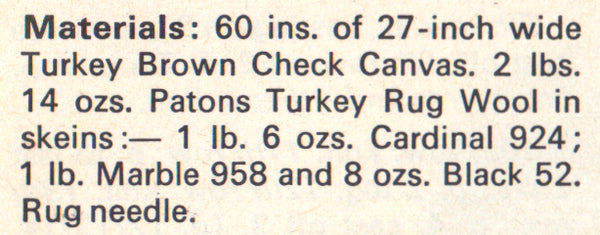 Materials: 60 ins. of 27-inch wide
Turkey Brown Check Canvas. 2 lbs.
14 ozs. Patons Turkey Rug Wool in
skeins:— 1 lb. 6 ozs. Cardinal 924;
1 lb. Marble 958 and 8 ozs. Black 52.
Rug needle.